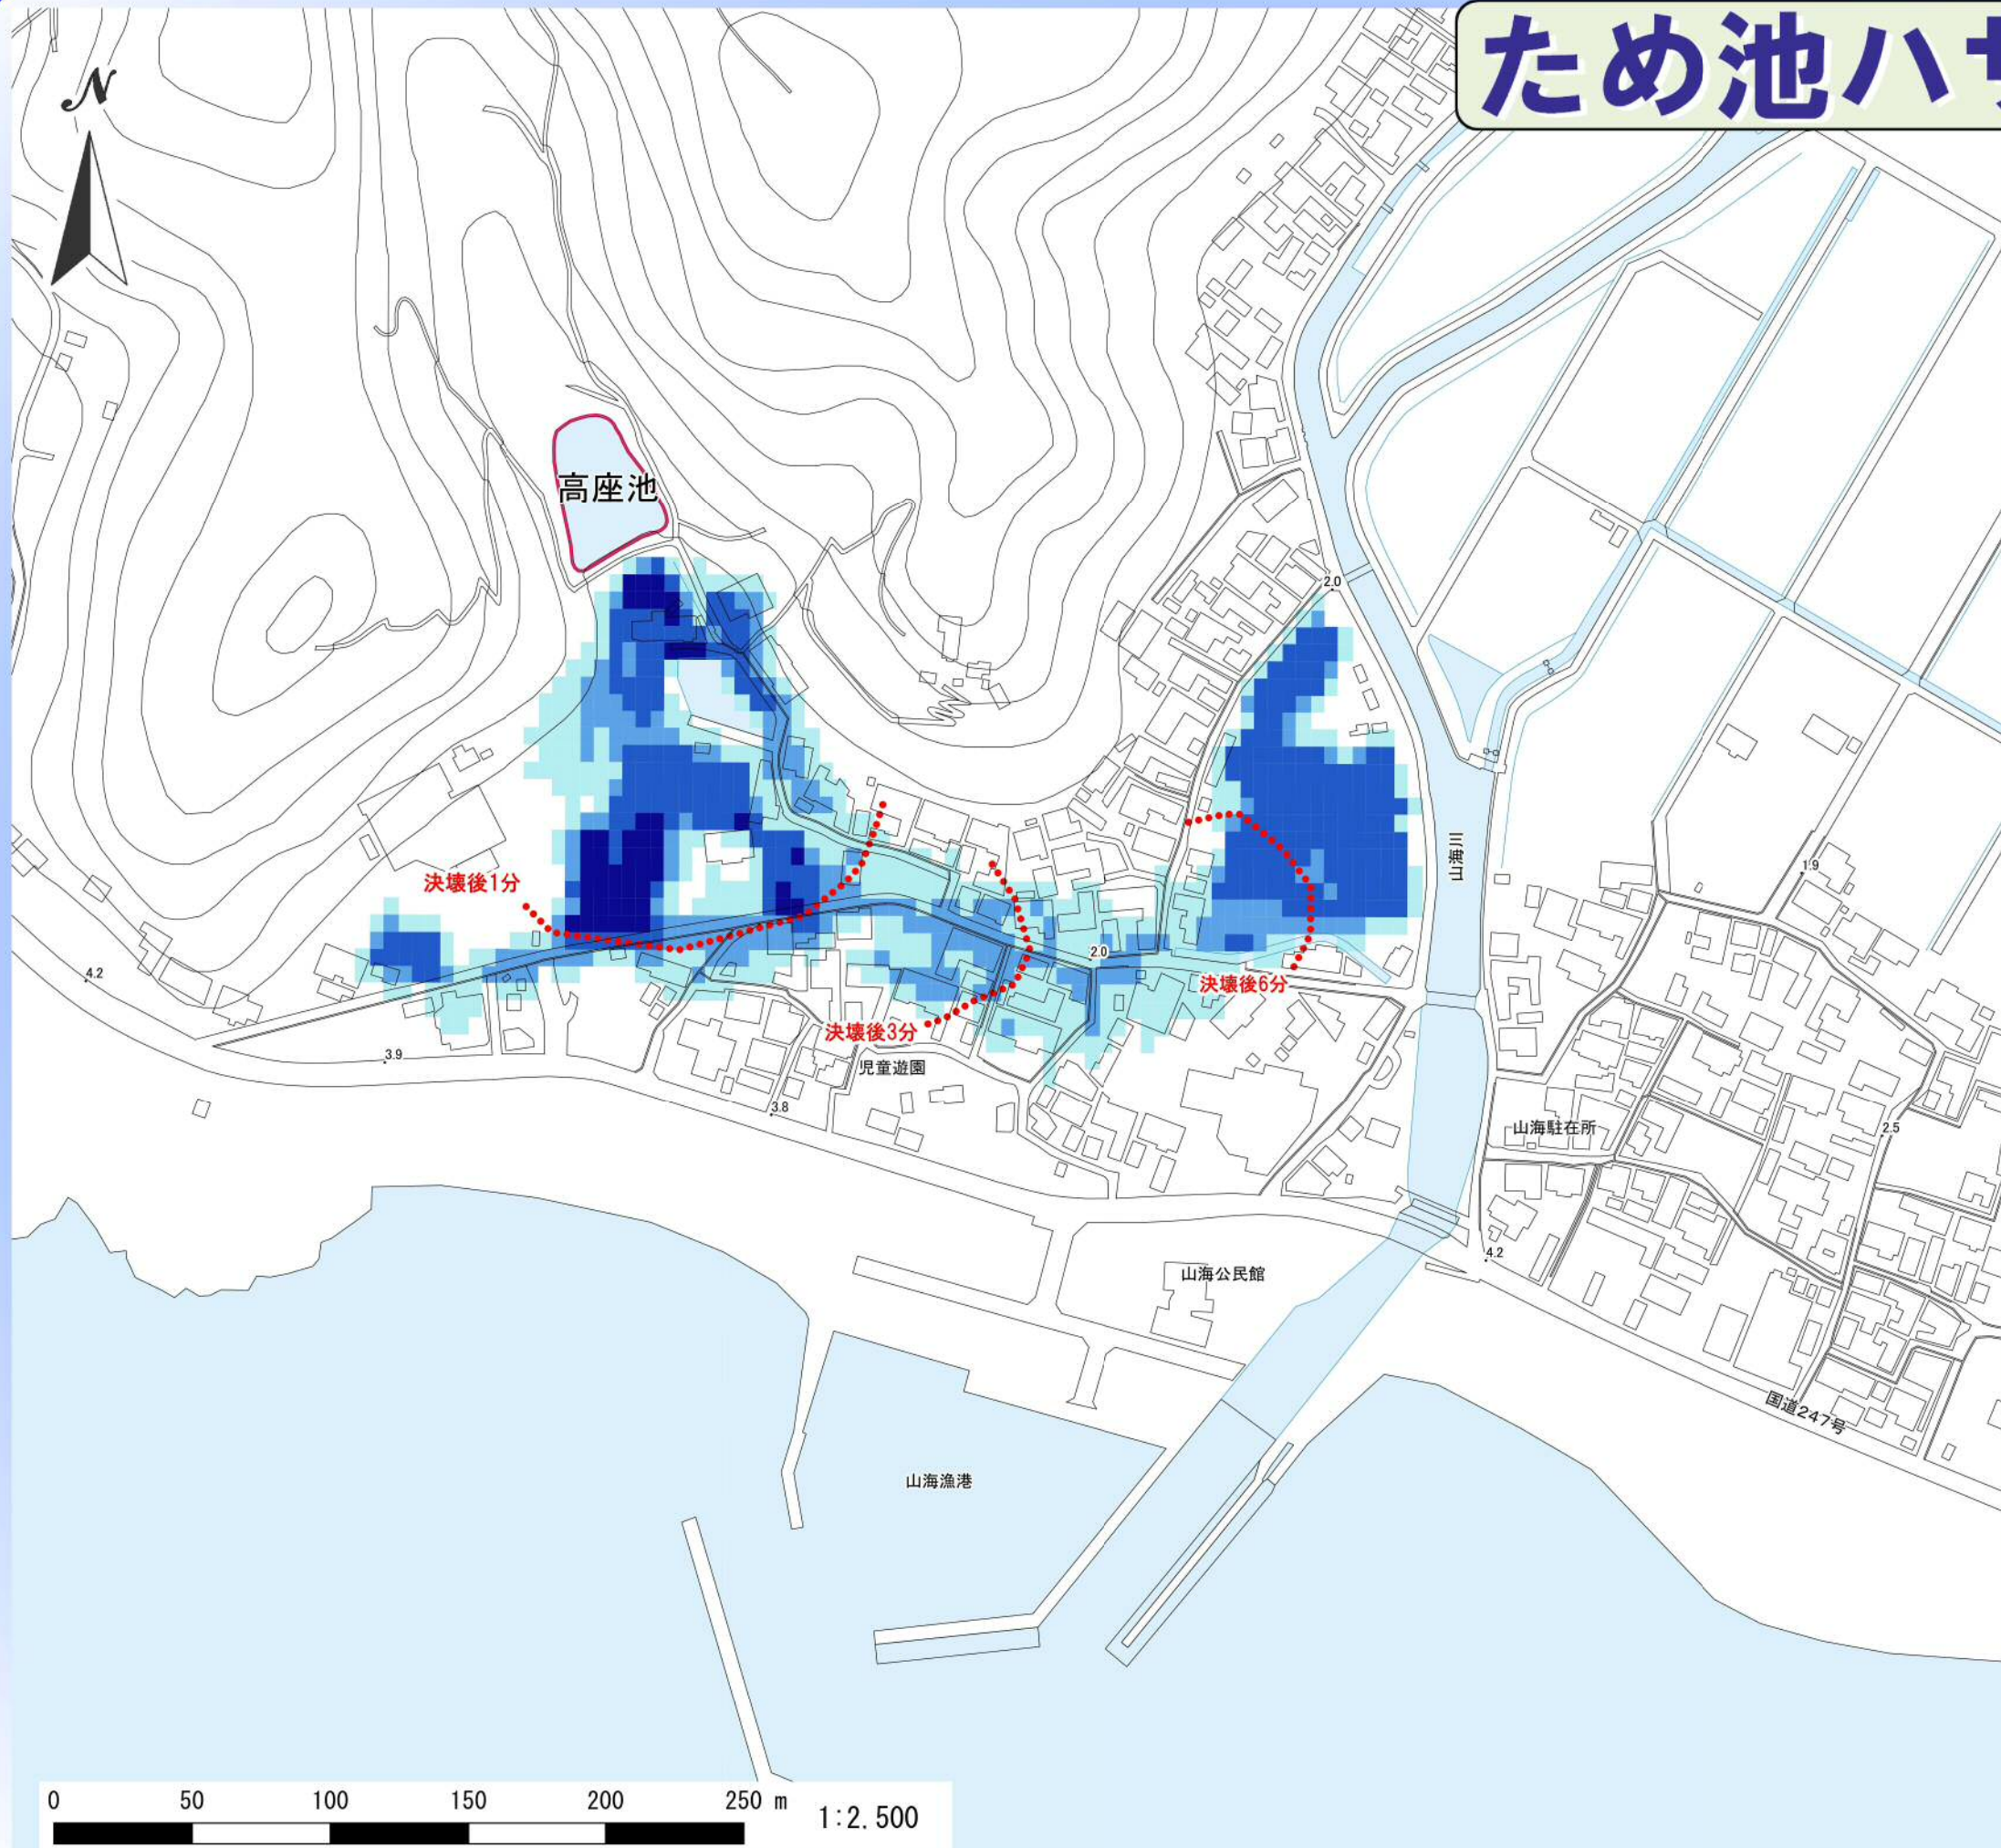 ため池ハザ
N
高座池
2.0
三海山
1.9
決壊後1分
4.2
2.0
決壊後6分
決壊後3分
3.9
児童遊園
3.8
山海駐在所
2.5
4.2
山海公民館
国道247号
山海漁港
0 50 100 150 200 250 m
1:2,500